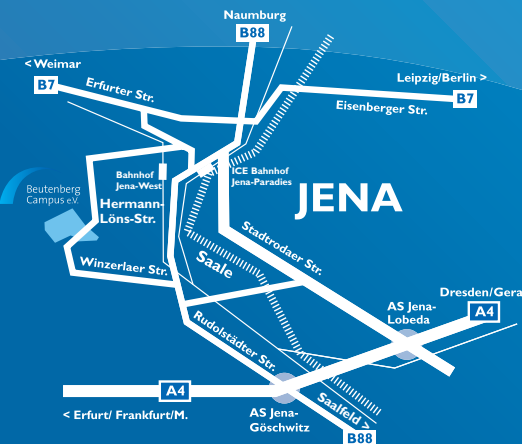 Naumburg
B88
< Weimar
B7
Erfurter Str.
Leipzig/Berlin >
B7
Eisenberger Str.
Bahnhof
Jena-West
ICE Bahnhof
Jena-Paradies
Beutenberg
Campus e.V.
Hermann-
Löns-Str.
JENA
Stadtrodaer Str.
Saale
Winzerlaer Str.
Dresden/Gera
A4
AS Jena-
Lobeda
Rudolstädter Str.
A4
< Erfurt/ Frankfurt/M.
AS Jena-
Göschwitz
Saalfeld >
B88